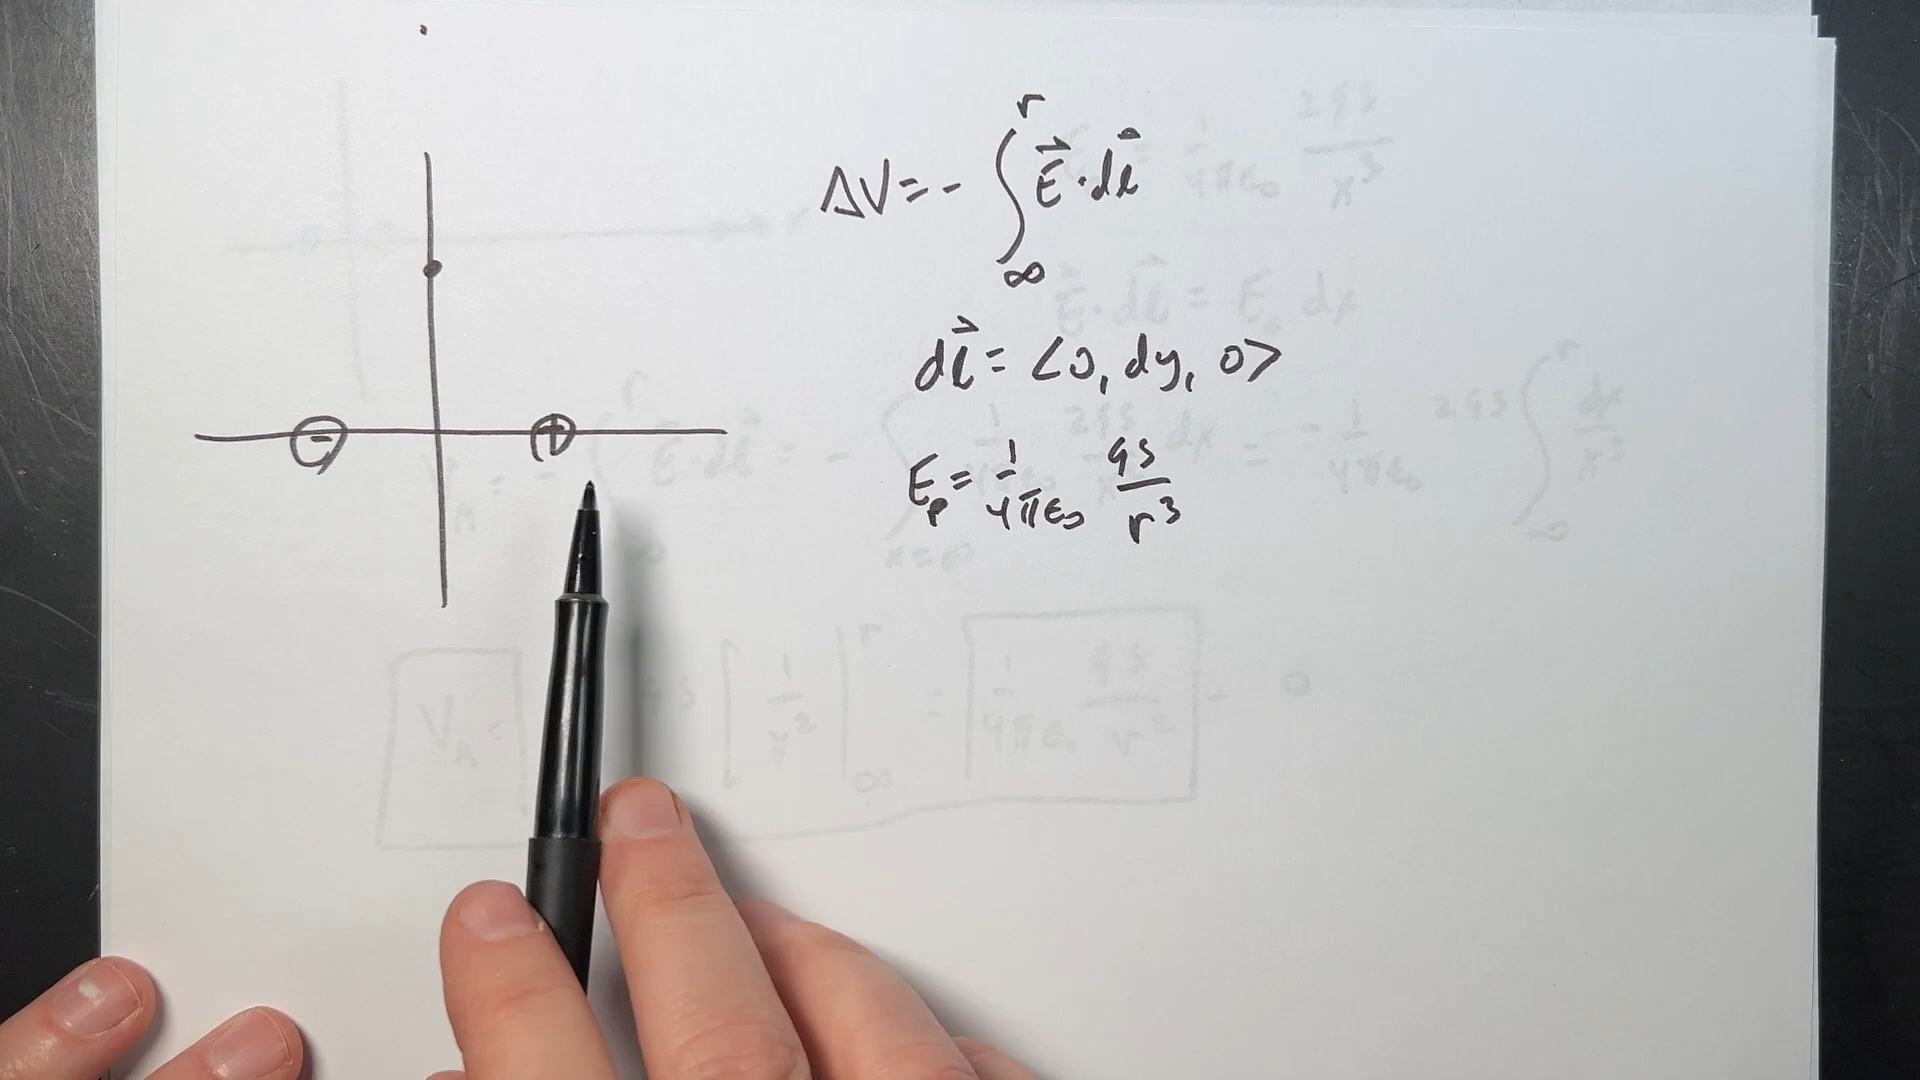 ΔV = - ∫_∞^r E⃗ · dl⃗
dl⃗ = <0, dy, 0>
E_p = 1/(4πε₀) qs/r³
- +